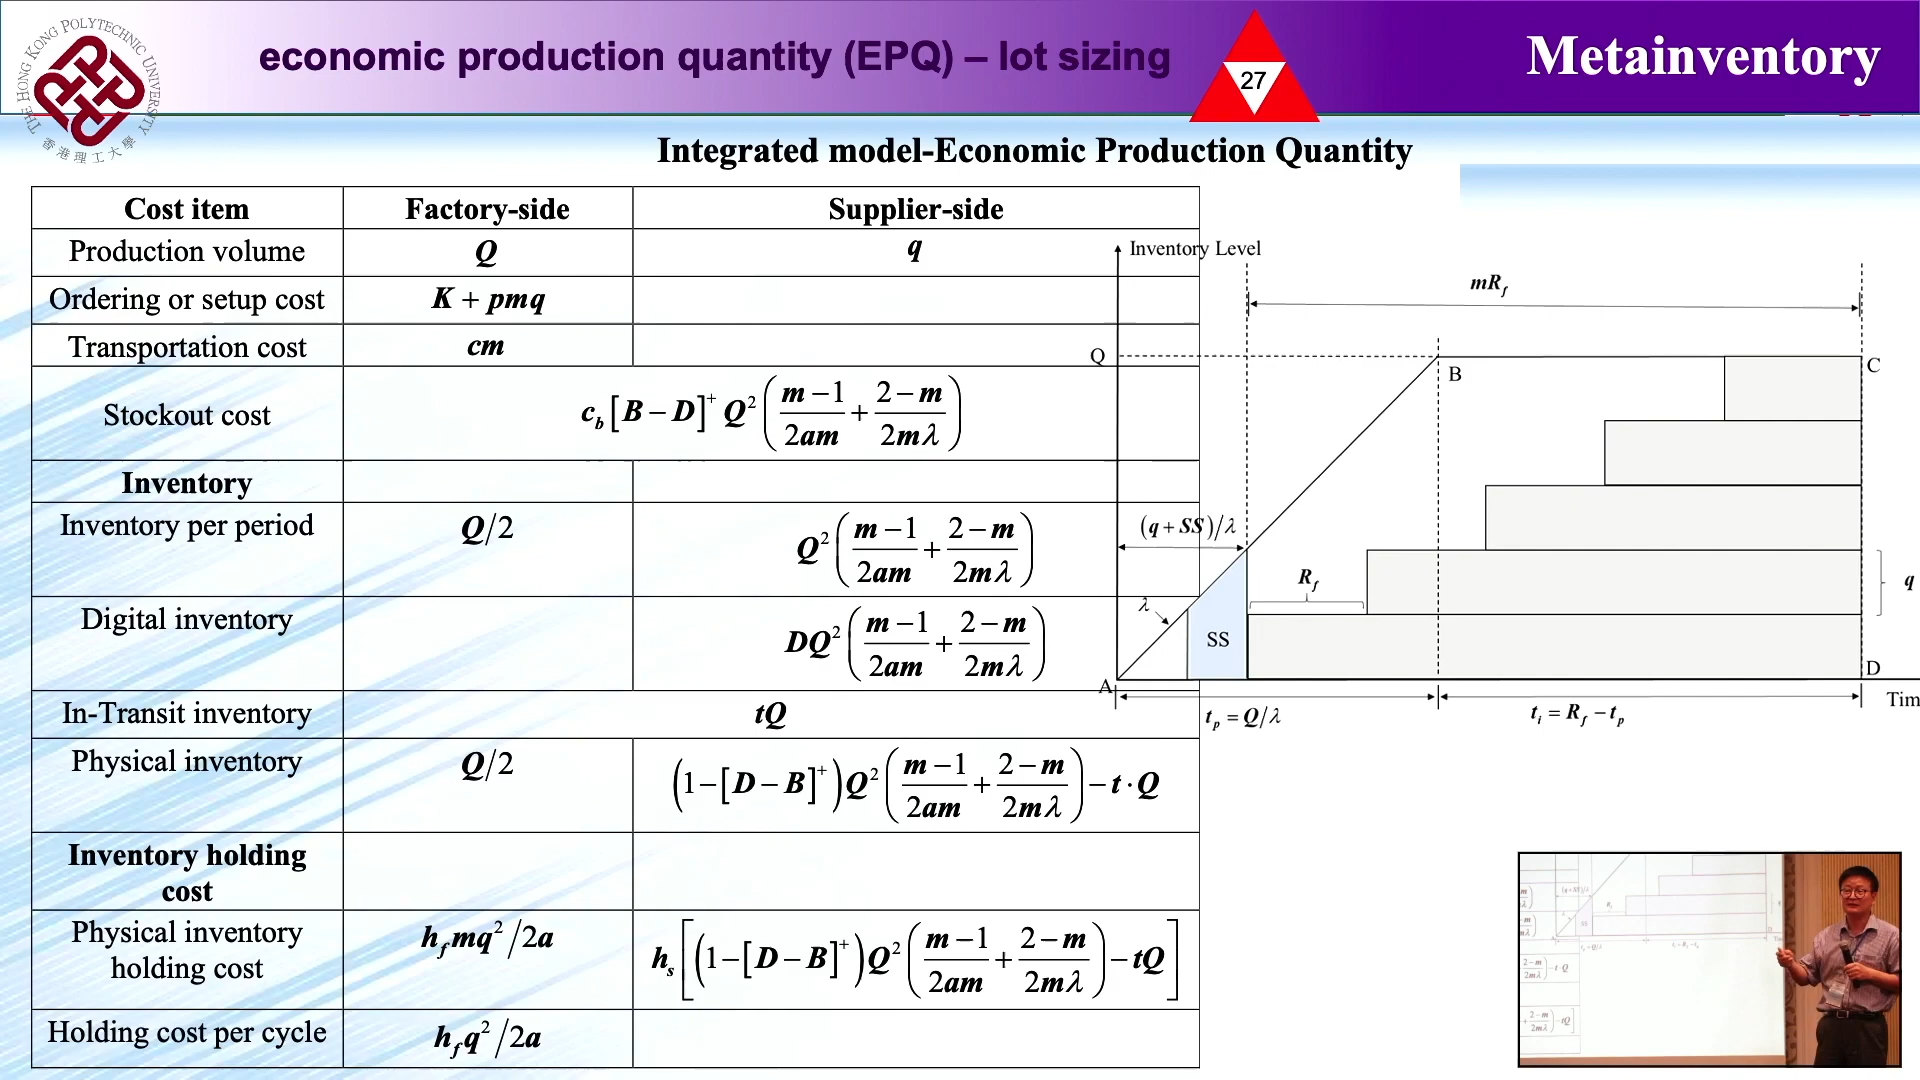 THE HONG KONG POLYTECHNIC UNIVERSITY
香港理工大學
economic production quantity (EPQ) – lot sizing
27
Metainventory
Integrated model-Economic Production Quantity
Cost item Factory-side Supplier-side
Production volume Q q
Ordering or setup cost K + pmq
Transportation cost cm
Stockout cost c_b [B − D]^+ Q^2 ( (m − 1)/(2am) + (2 − m)/(2mλ) )
Inventory
Inventory per period Q/2 Q^2 ( (m − 1)/(2am) + (2 − m)/(2mλ) )
Digital inventory DQ^2 ( (m − 1)/(2am) + (2 − m)/(2mλ) )
In-Transit inventory tQ
Physical inventory Q/2 (1 − [D − B]^+) Q^2 ( (m − 1)/(2am) + (2 − m)/(2mλ) ) − t · Q
Inventory holding
cost
Physical inventory
holding cost h_f mq^2/2a h_s [ (1 − [D − B]^+) Q^2 ( (m − 1)/(2am) + (2 − m)/(2mλ) ) − tQ ]
Holding cost per cycle h_f q^2/2a
Inventory Level
mR_f
Q
B
C
(q + SS)/λ
R_f
q
λ
SS
A
D
Tim
t_p = Q/λ
t_i = R_f − t_p